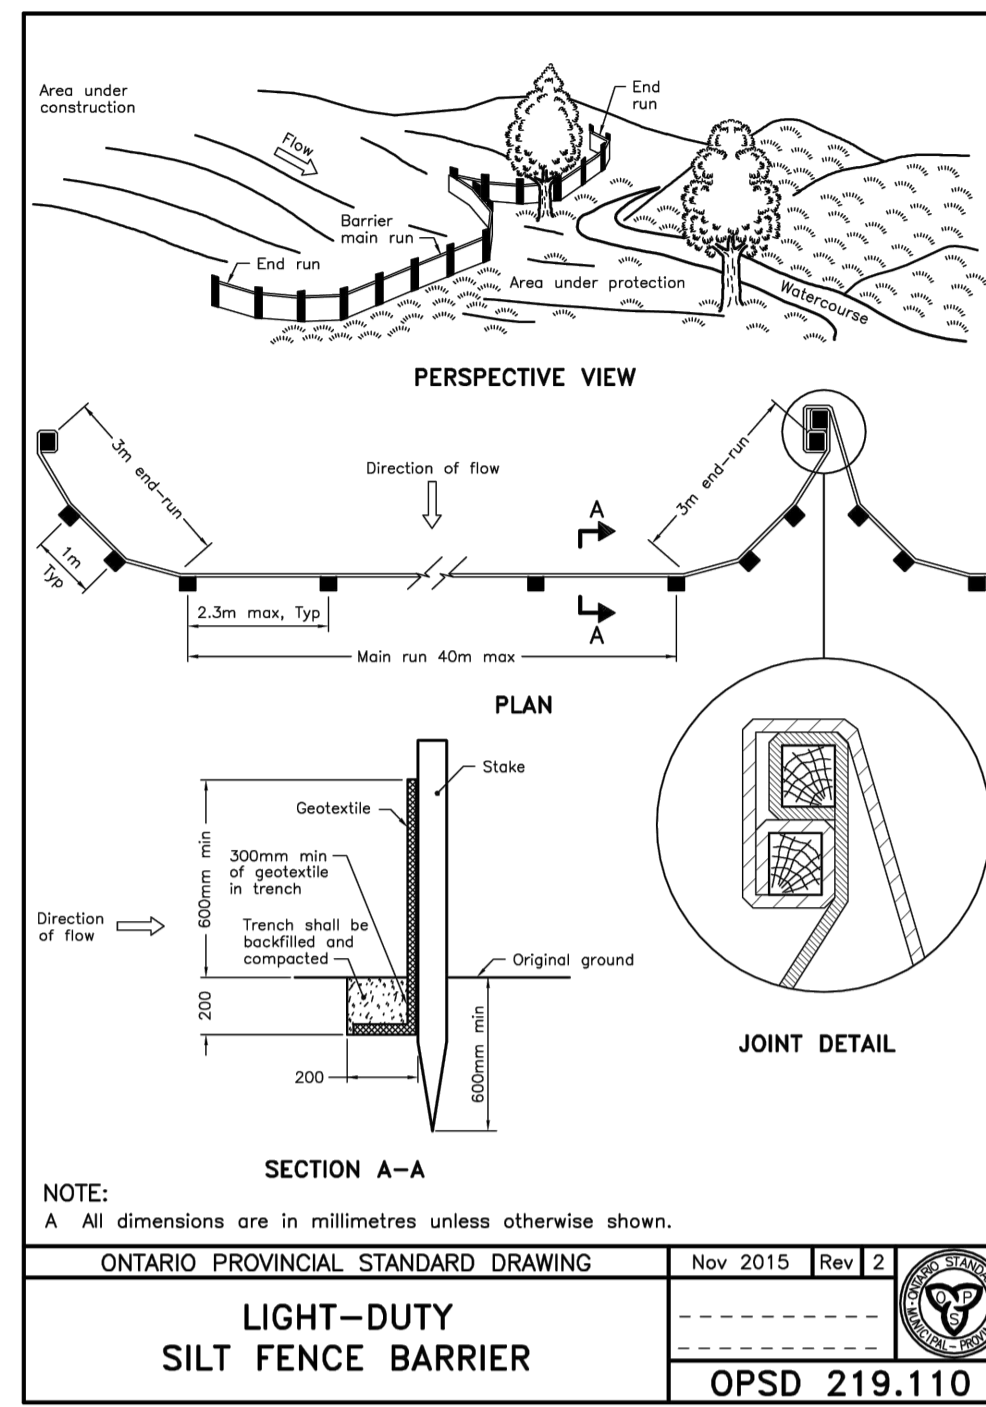 Area under
construction
Flow
End
run
Barrier
main run
End run
Area under protection
Watercourse
PERSPECTIVE VIEW
3m end-run
Direction of flow
3m end-run
A
1m
Typ
2.3m max, Typ
A
Main run 40m max
PLAN
Stake
Geotextile
600mm min
300mm min
of geotextile
in trench
Direction
of flow
Trench shall be
backfilled and
compacted
Original ground
200
600mm min
200
JOINT DETAIL
SECTION A-A
NOTE:
A All dimensions are in millimetres unless otherwise shown.
ONTARIO PROVINCIAL STANDARD DRAWING
Nov 2015
Rev
2
LIGHT-DUTY
SILT FENCE BARRIER
ONTARIO
MUNICIPAL-
O P
S
OPSD 219.110